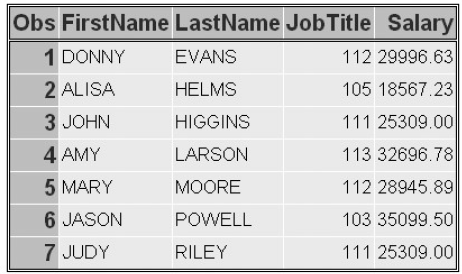 Obs FirstName LastName JobTitle Salary
1 DONNY EVANS 112 29996.63
2 ALISA HELMS 105 18567.23
3 JOHN HIGGINS 111 25309.00
4 AMY LARSON 113 32696.78
5 MARY MOORE 112 28945.89
6 JASON POWELL 103 35099.50
7 JUDY RILEY 111 25309.00